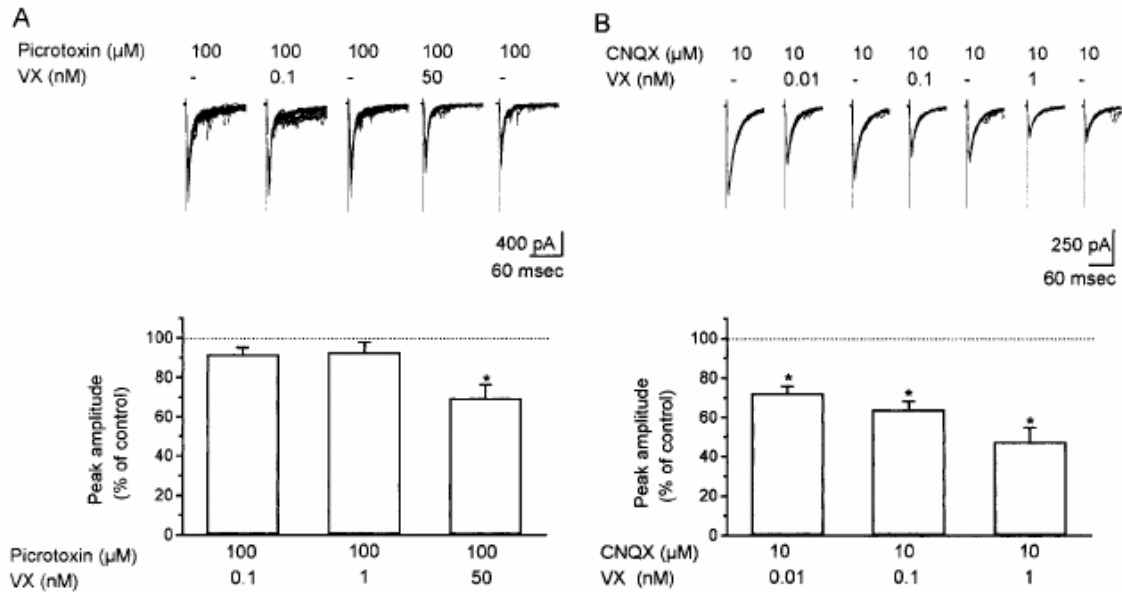 A
Picrotoxin (µM) 100 100 100 100 100
VX (nM) - 0.1 - 50 -
400 pA
60 msec
100
80
60
40
20
0
Peak amplitude
(% of control)
*
Picrotoxin (µM) 100 100 100
VX (nM) 0.1 1 50
B
CNQX (µM) 10 10 10 10 10 10 10
VX (nM) - 0.01 - 0.1 - 1 -
250 pA
60 msec
100
80
60
40
20
0
Peak amplitude
(% of control)
* * *
CNQX (µM) 10 10 10
VX (nM) 0.01 0.1 1